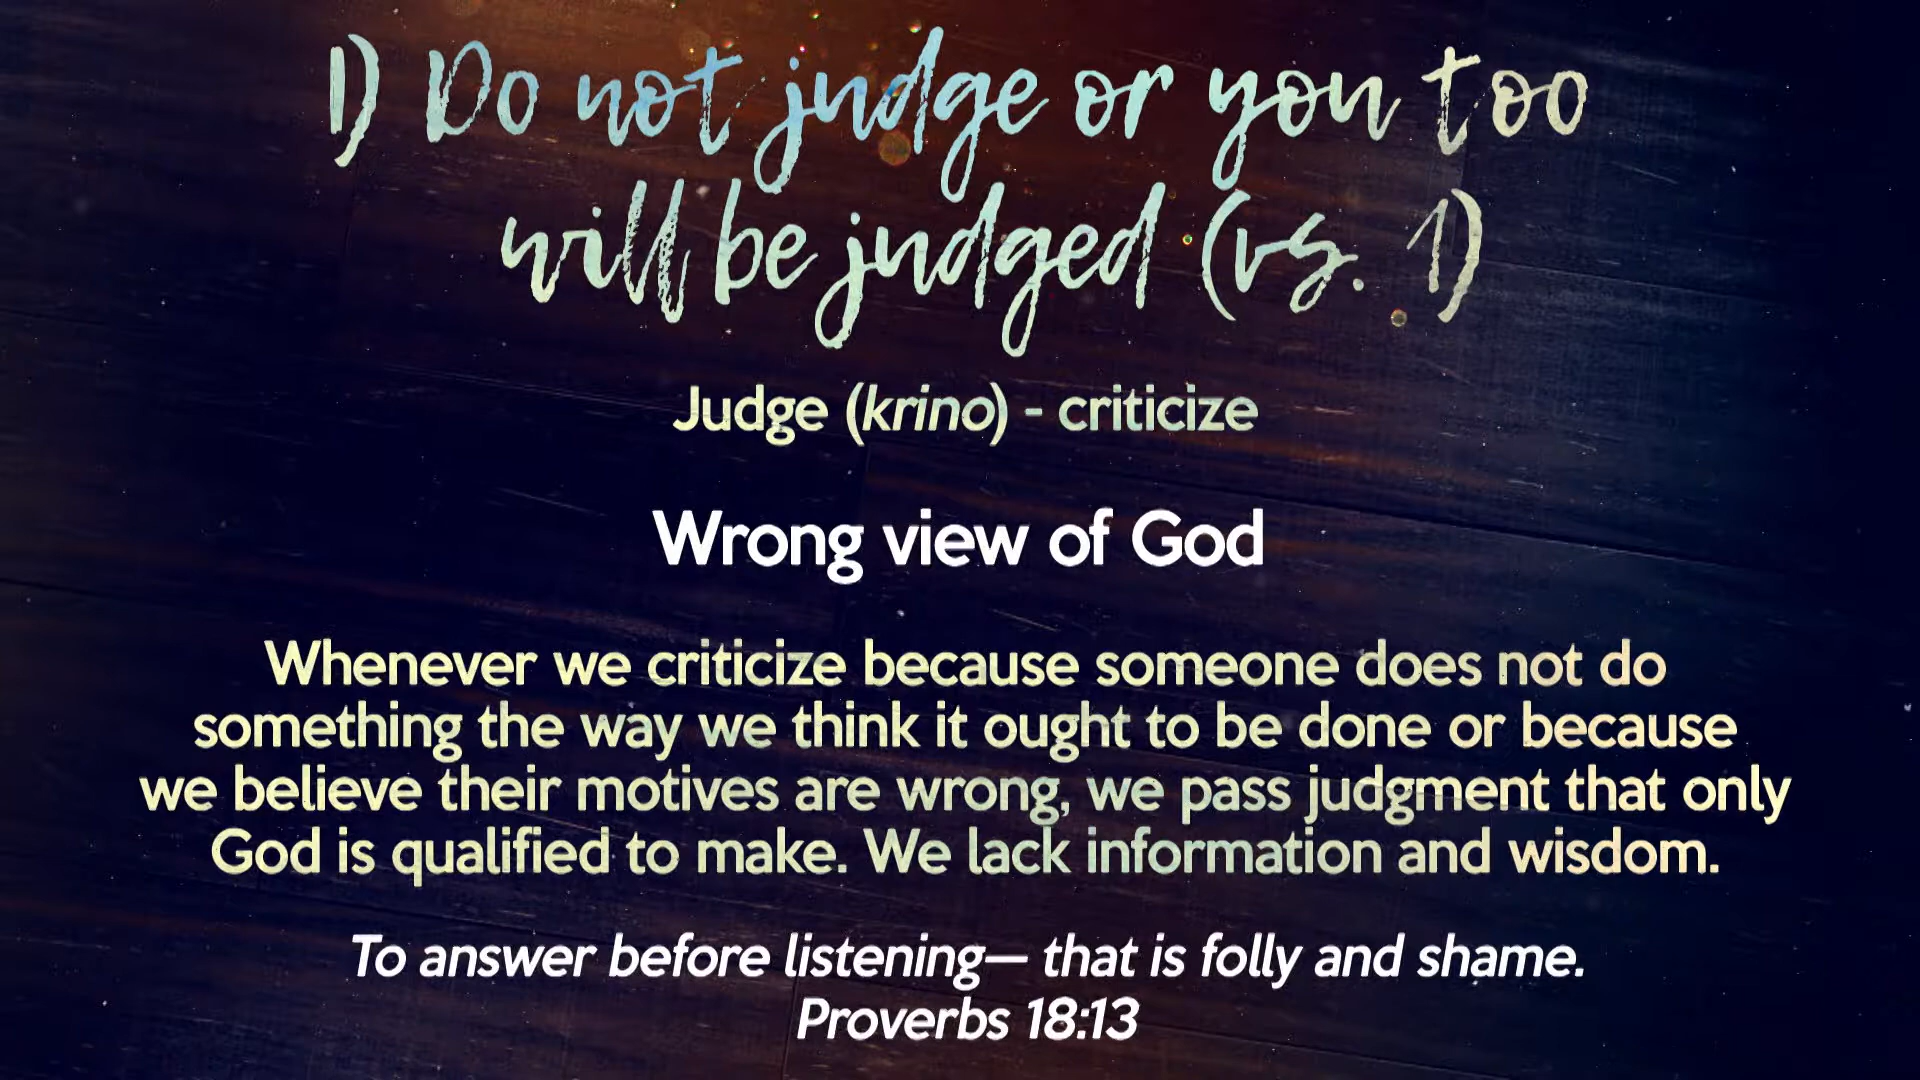 1) Do not judge or you too
will be judged (vs. 1)
Judge (krino) - criticize
Wrong view of God
Whenever we criticize because someone does not do
something the way we think it ought to be done or because
we believe their motives are wrong, we pass judgment that only
God is qualified to make. We lack information and wisdom.
To answer before listening— that is folly and shame.
Proverbs 18:13